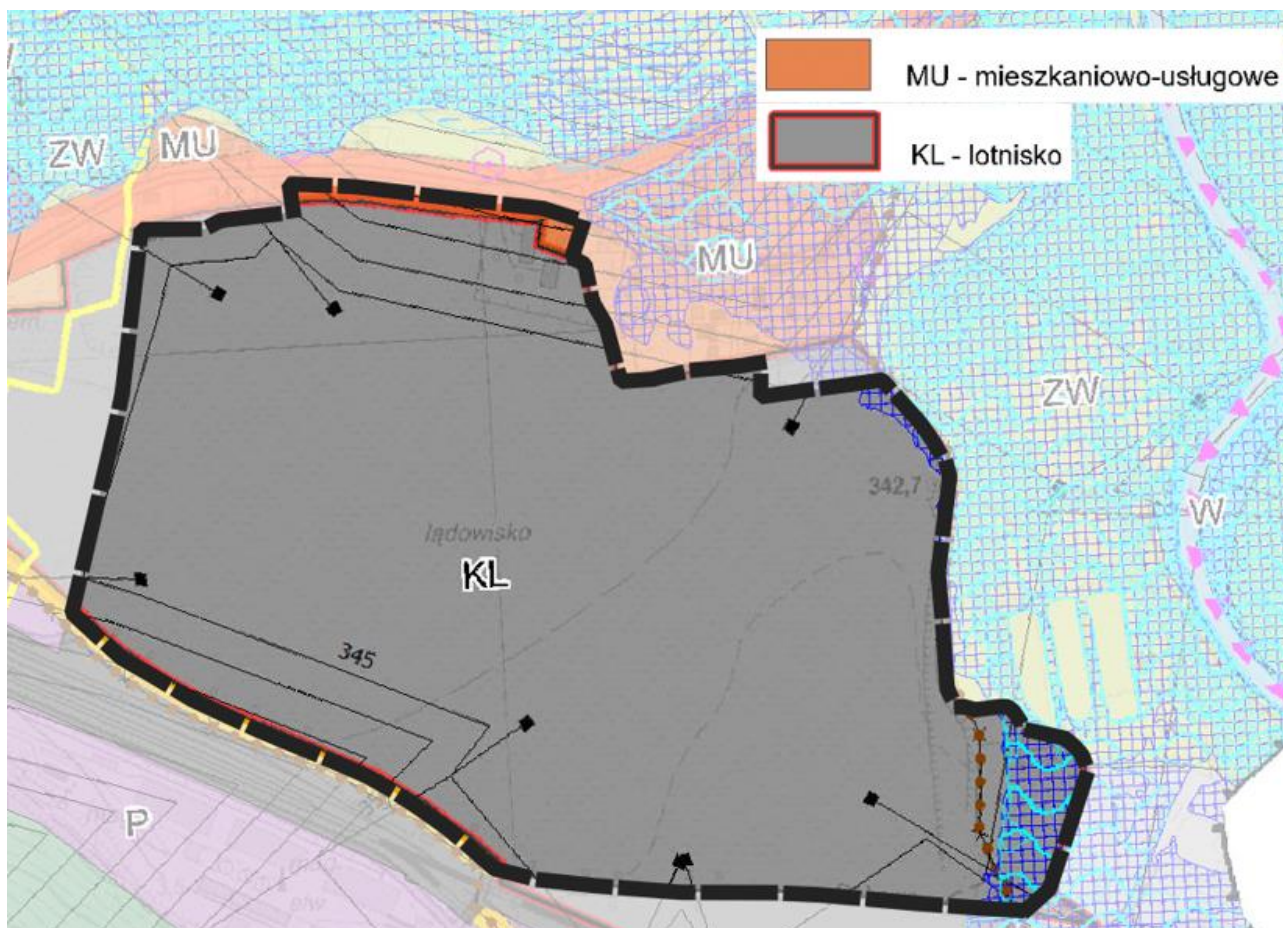 MU - mieszkaniowo-usługowe
KL - lotnisko
ZW
MU
MU
ZW
342,7
W
lądowisko
KL
345
P